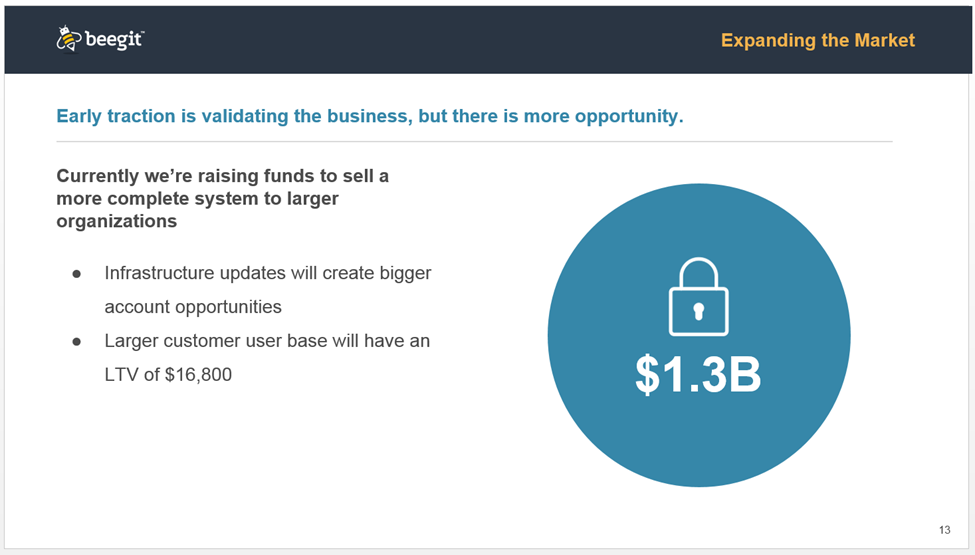 beegit™
Expanding the Market
Early traction is validating the business, but there is more opportunity.
Currently we’re raising funds to sell a
more complete system to larger
organizations
● Infrastructure updates will create bigger
account opportunities
● Larger customer user base will have an
LTV of $16,800
$1.3B
13